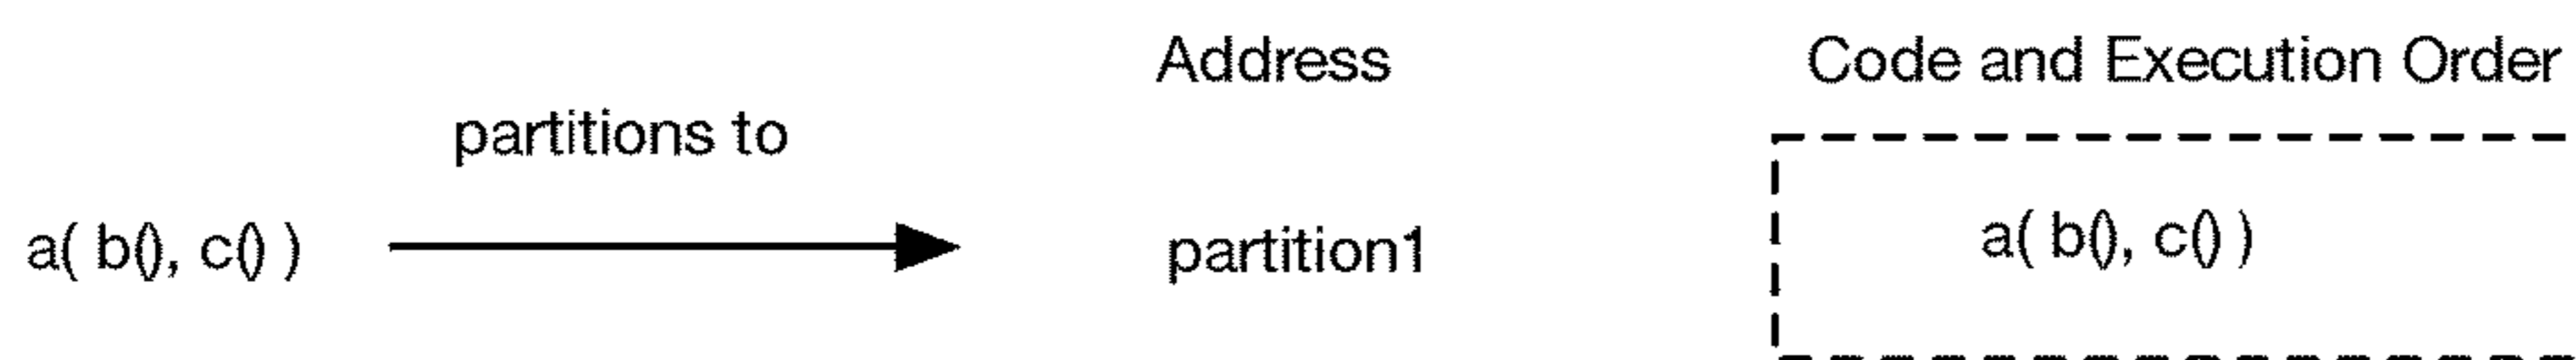 Address Code and Execution Order
partitions to
a( b(), c() ) partition1 a( b(), c() )